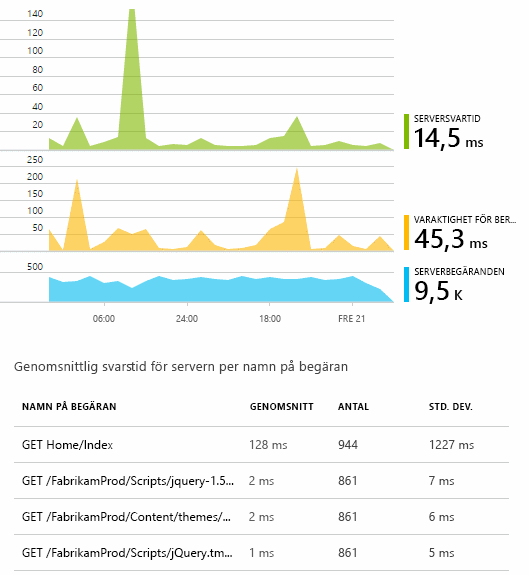 140
120
100
80
60
40
20
SERVERSVARTID
14,5 ms
250
200
150
100
50
VARAKTIGHET FÖR BER...
45,3 ms
500
SERVERBEGÄRANDEN
9,5 K
06:00 24:00 18:00 FRE 21
Genomsnittlig svarstid för servern per namn på begäran
NAMN PÅ BEGÄRAN GENOMSNITT ANTAL STD. DEV.
GET Home/Index 128 ms 944 1227 ms
GET /FabrikamProd/Scripts/jquery-1.5... 2 ms 861 7 ms
GET /FabrikamProd/Content/themes/... 2 ms 861 6 ms
GET /FabrikamProd/Scripts/jQuery.tm... 1 ms 861 5 ms